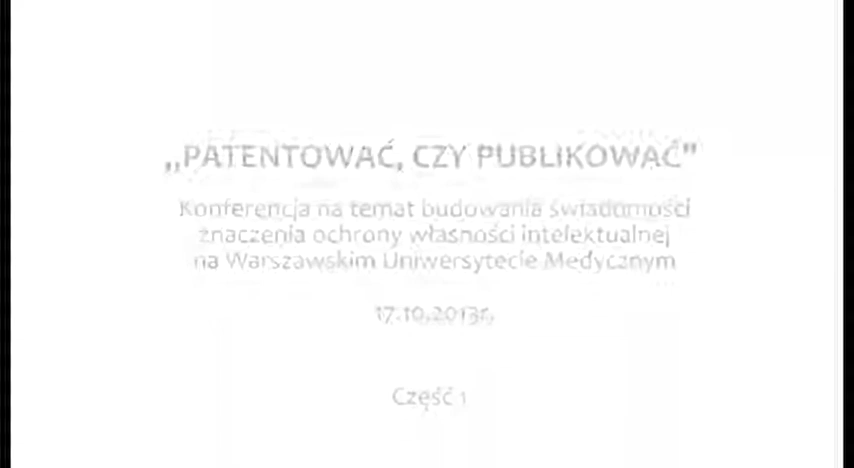 „PATENTOWAĆ, CZY PUBLIKOWAĆ"
Konferencja na temat budowania świadomości
znaczenia ochrony własności intelektualnej
na Warszawskim Uniwersytecie Medycznym
17.10.2013r.
Część 1